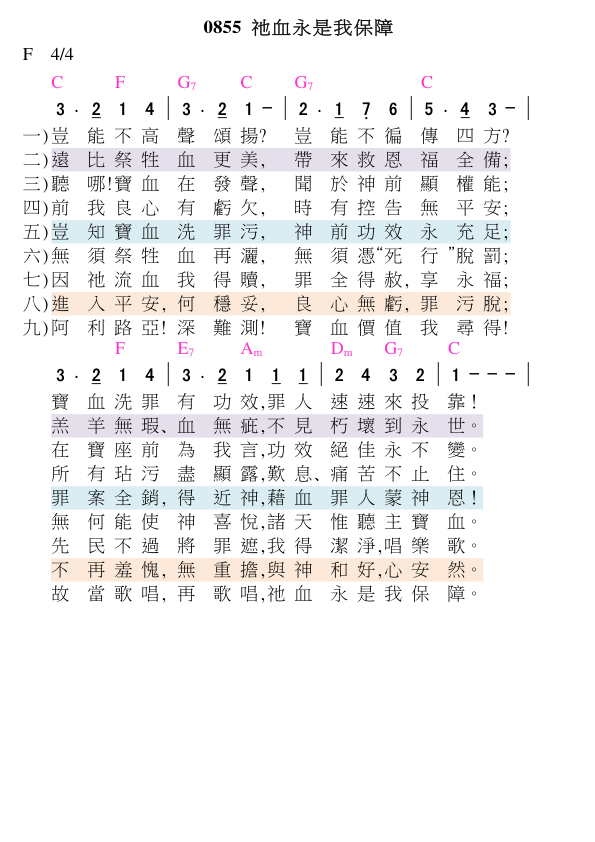 0855 祂血永是我保障
F 4/4
C F G7 C G7 C
3 · 2 1 4 | 3 · 2 1 － | 2 · 1 7 6 | 5 · 4 3 － |
一)豈 能 不 高 聲 頌 揚? 豈 能 不 徧 傳 四 方?
二)遠 比 祭 牲 血 更 美, 帶 來 救 恩 福 全 備;
三)聽 哪!寶 血 在 發 聲, 聞 於 神 前 顯 權 能;
四)前 我 良 心 有 虧 欠, 時 有 控 告 無 平 安;
五)豈 知 寶 血 洗 罪 污, 神 前 功 效 永 充 足;
六)無 須 祭 牲 血 再 灑, 無 須 憑“死 行 ”脫 罰;
七)因 祂 流 血 我 得 贖, 罪 全 得 赦, 享 永 福;
八)進 入 平 安, 何 穩 妥, 良 心 無 虧, 罪 污 脫;
九)阿 利 路 亞! 深 難 測! 寶 血 價 值 我 尋 得!
F E7 Am Dm G7 C
3 · 2 1 4 | 3 · 2 1 1 1 | 2 4 3 2 | 1 － － － |
寶 血 洗 罪 有 功 效,罪 人 速 速 來 投 靠!
羔 羊 無 瑕、血 無 疵,不 見 朽 壞 到 永 世。
在 寶 座 前 為 我 言,功 效 絕 佳 永 不 變。
所 有 玷 污 盡 顯 露,歎 息、痛 苦 不 止 住。
罪 案 全 銷, 得 近 神,藉 血 罪 人 蒙 神 恩!
無 何 能 使 神 喜 悅,諸 天 惟 聽 主 寶 血。
先 民 不 過 將 罪 遮,我 得 潔 淨,唱 樂 歌。
不 再 羞 愧, 無 重 擔,與 神 和 好,心 安 然。
故 當 歌 唱, 再 歌 唱,祂 血 永 是 我 保 障。